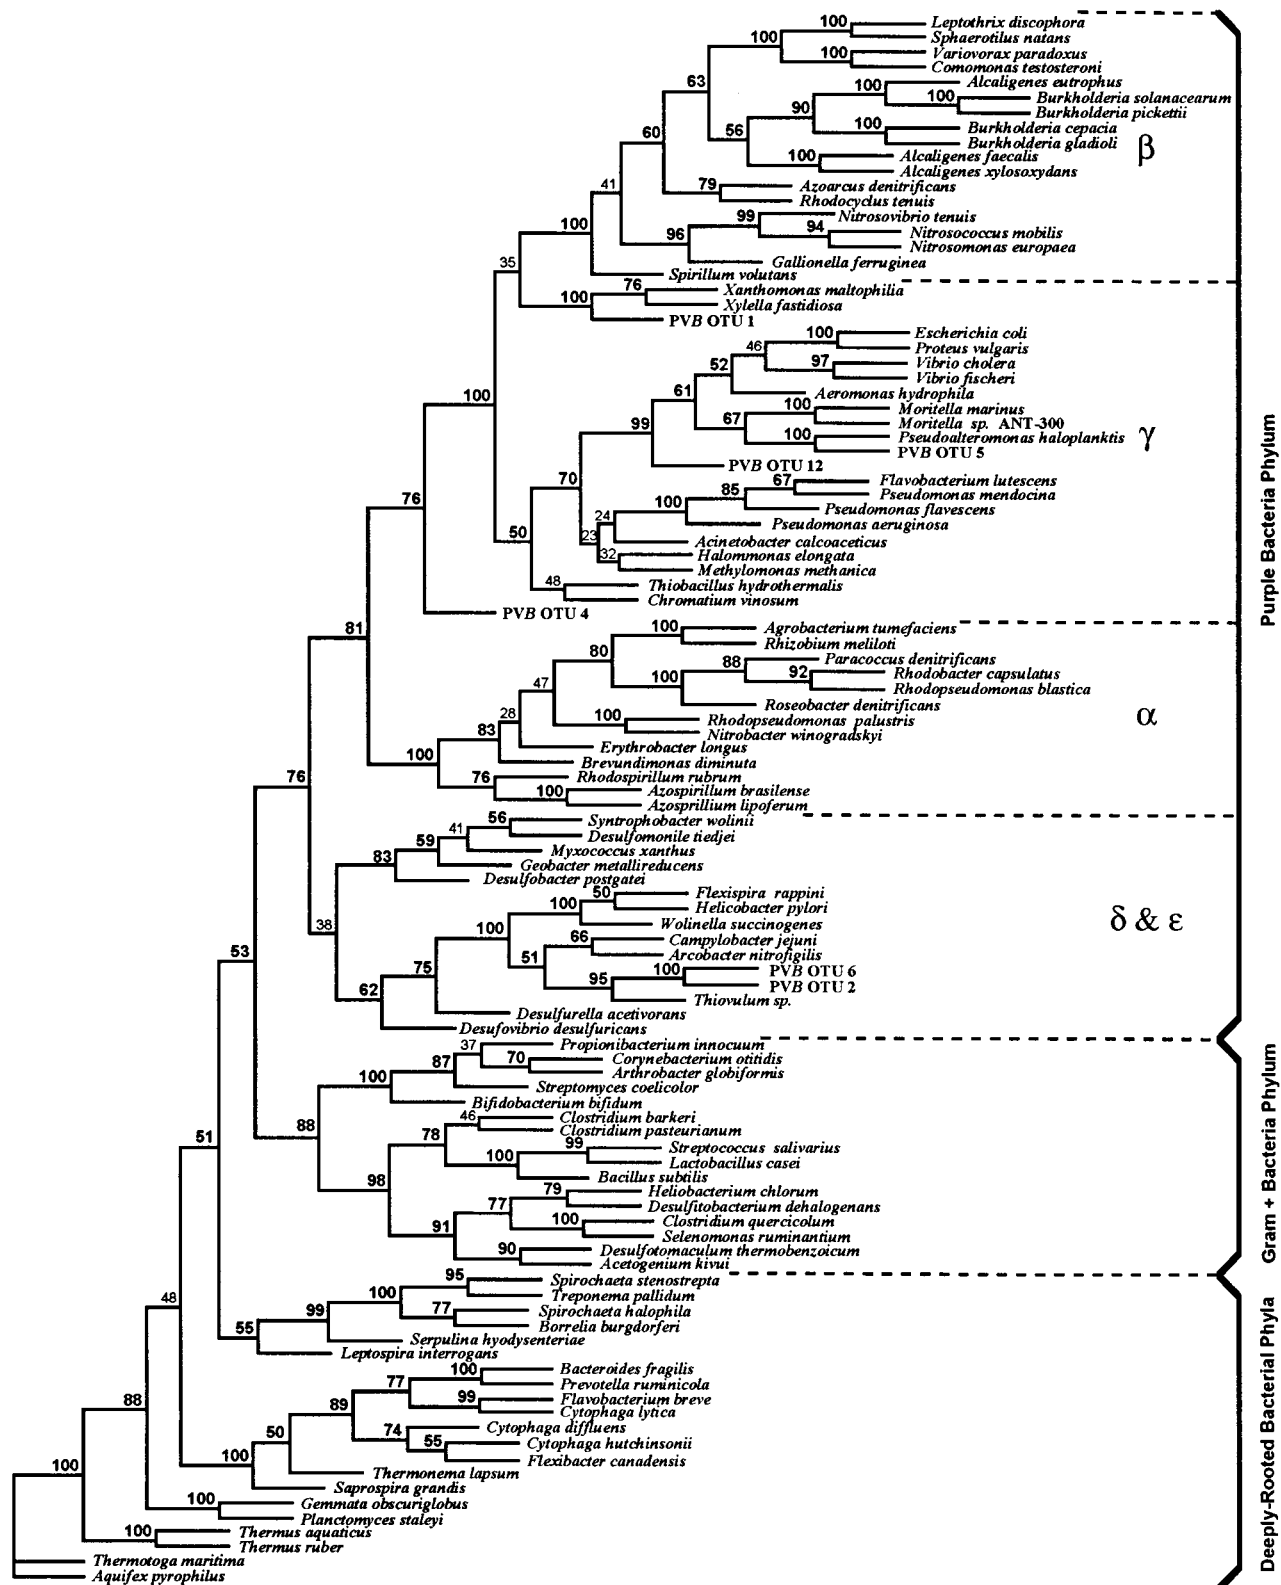 100
Leptothrix discophora
100
Sphaerotilus natans
100
Variovorax paradoxus
Comomonas testosteroni
63
100
Alcaligenes eutrophus
100
Burkholderia solanacearum
90
Burkholderia pickettii
100
Burkholderia cepacia
60
56
Burkholderia gladioli
β
100
Alcaligenes faecalis
Alcaligenes xylosoxydans
41
79
Azoarcus denitrificans
Rhodocyclus tenuis
99
Nitrosovibrio tenuis
100
96
94
Nitrosococcus mobilis
Nitrosomonas europaea
Gallionella ferruginea
35
Spirillum volutans
76
Xanthomonas maltophilia
100
Xylella fastidiosa
PVB OTU 1
100
Escherichia coli
46
Proteus vulgaris
52
97
Vibrio cholera
Vibrio fischeri
61
Aeromonas hydrophila
100
100
Moritella marinus
99
67
Moritella sp. ANT-300
100
Pseudoalteromonas haloplanktis
γ
PVB OTU 5
PVB OTU 12
70
67
Flavobacterium lutescens
85
Pseudomonas mendocina
76
100
Pseudomonas flavescens
24
Pseudomonas aeruginosa
50
23
Acinetobacter calcoaceticus
32
Halommonas elongata
Methylomonas methanica
48
Thiobacillus hydrothermalis
Chromatium vinosum
PVB OTU 4
Purple Bacteria Phylum
81
100
Agrobacterium tumefaciens
Rhizobium meliloti
80
88
Paracoccus denitrificans
92
Rhodobacter capsulatus
47
100
Rhodopseudomonas blastica
Roseobacter denitrificans
28
100
Rhodopseudomonas palustris
α
83
Nitrobacter winogradskyi
Erythrobacter longus
100
Brevundimonas diminuta
76
76
Rhodospirillum rubrum
100
Azospirillum brasilense
Azosprillium lipoferum
56
Syntrophobacter wolinii
41
Desulfomonile tiedjei
59
Myxococcus xanthus
83
Geobacter metallireducens
Desulfobacter postgatei
50
Flexispira rappini
100
Helicobacter pylori
38
100
Wolinella succinogenes
δ & ε
66
Campylobacter jejuni
53
51
Arcobacter nitrofigilis
75
100
PVB OTU 6
95
PVB OTU 2
62
Thiovulum sp.
Desulfurella acetivorans
Desufovibrio desulfuricans
37
Propionibacterium innocuum
87
70
Corynebacterium otitidis
100
Arthrobacter globiformis
Streptomyces coelicolor
Bifidobacterium bifidum
46
Clostridium barkeri
88
78
Clostridium pasteurianum
51
99
Streptococcus salivarius
100
Lactobacillus casei
Bacillus subtilis
98
79
Heliobacterium chlorum
77
Desulfitobacterium dehalogenans
91
100
Clostridium quercicolum
Selenomonas ruminantium
90
Desulfotomaculum thermobenzoicum
Acetogenium kivui
Gram + Bacteria Phylum
95
Spirochaeta stenostrepta
48
100
Treponema pallidum
99
77
Spirochaeta halophila
55
Borrelia burgdorferi
Serpulina hyodysenteriae
Leptospira interrogans
100
Bacteroides fragilis
77
Prevotella ruminicola
88
99
Flavobacterium breve
89
Cytophaga lytica
50
74
Cytophaga diffluens
55
Cytophaga hutchinsonii
100
Flexibacter canadensis
100
Thermonema lapsum
Saprospira grandis
100
Gemmata obscuriglobus
Planctomyces staleyi
100
Thermus aquaticus
Thermus ruber
Thermotoga maritima
Aquifex pyrophilus
Deeply-Rooted Bacterial Phyla